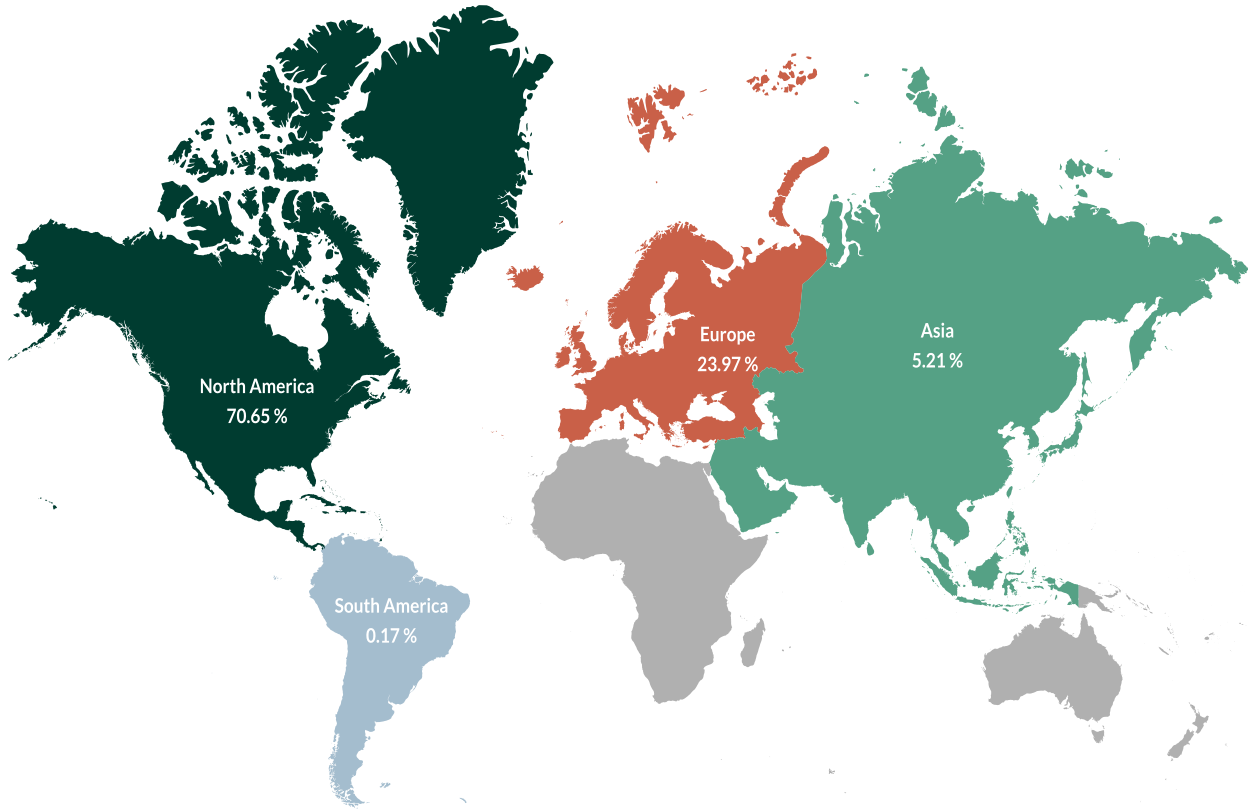 North America
70.65 %
Europe
23.97 %
Asia
5.21 %
South America
0.17 %